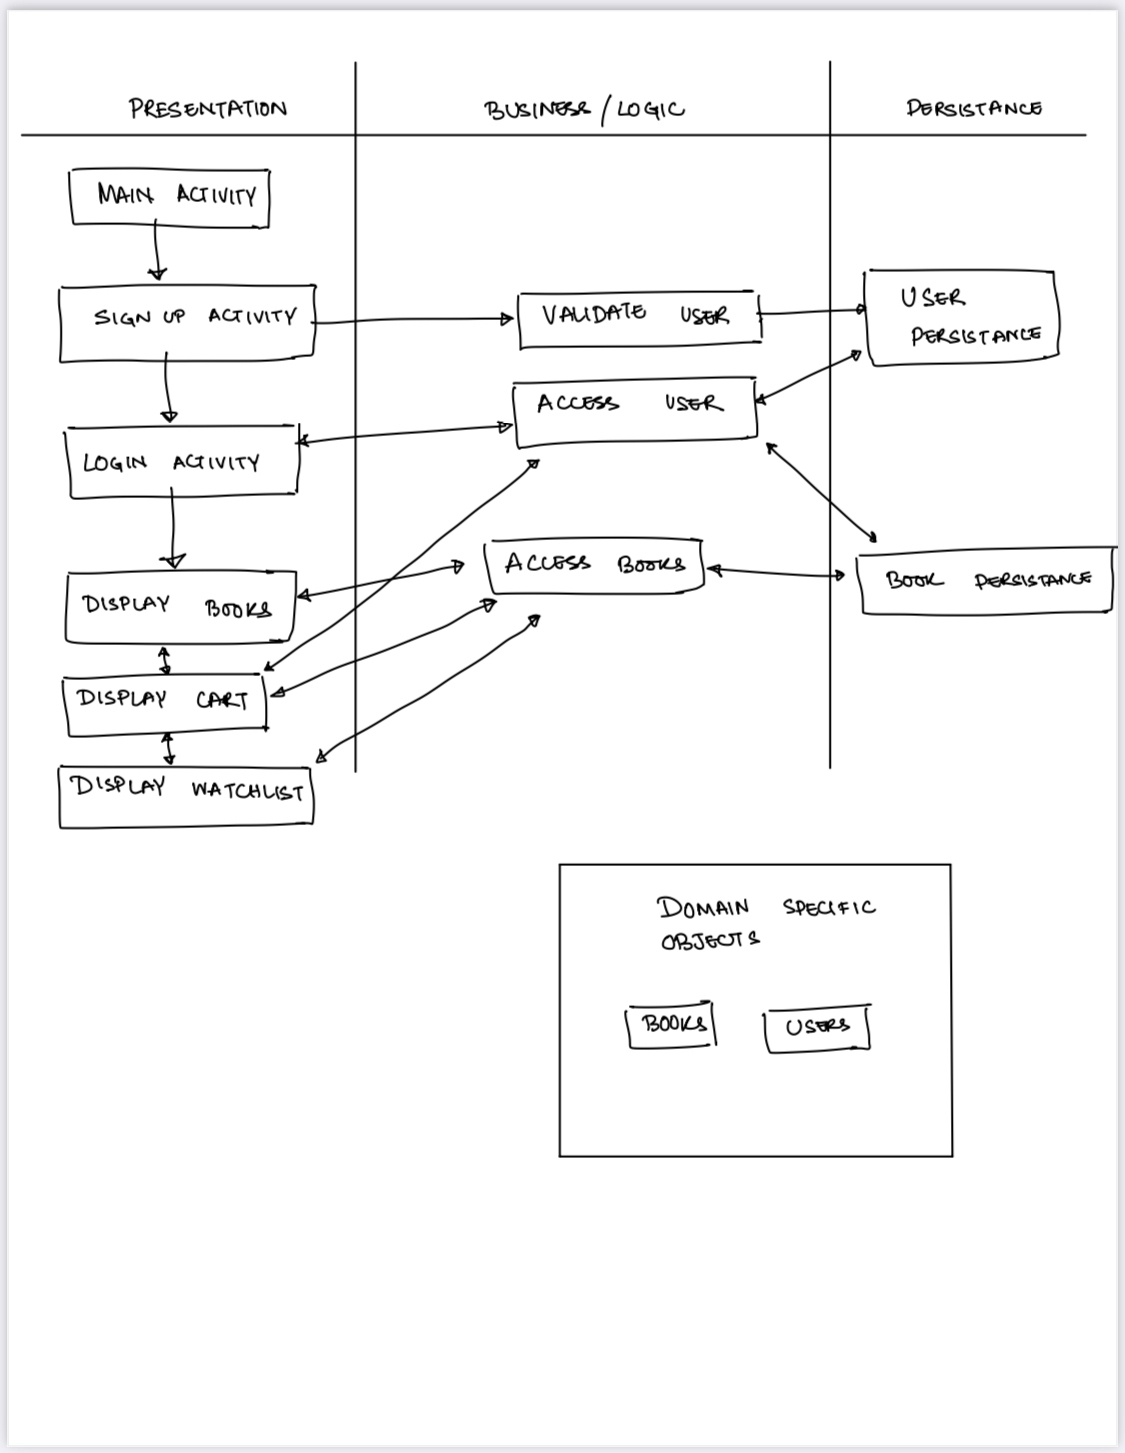 PRESENTATION
BUSINESS / LOGIC
PERSISTANCE
MAIN ACTIVITY
SIGN UP ACTIVITY
VALIDATE USER
USER
PERSISTANCE
ACCESS USER
LOGIN ACTIVITY
ACCESS BOOKS
BOOK PERSISTANCE
DISPLAY BOOKS
DISPLAY CART
DISPLAY WATCHLIST
DOMAIN SPECIFIC
OBJECTS
BOOKS
USERS